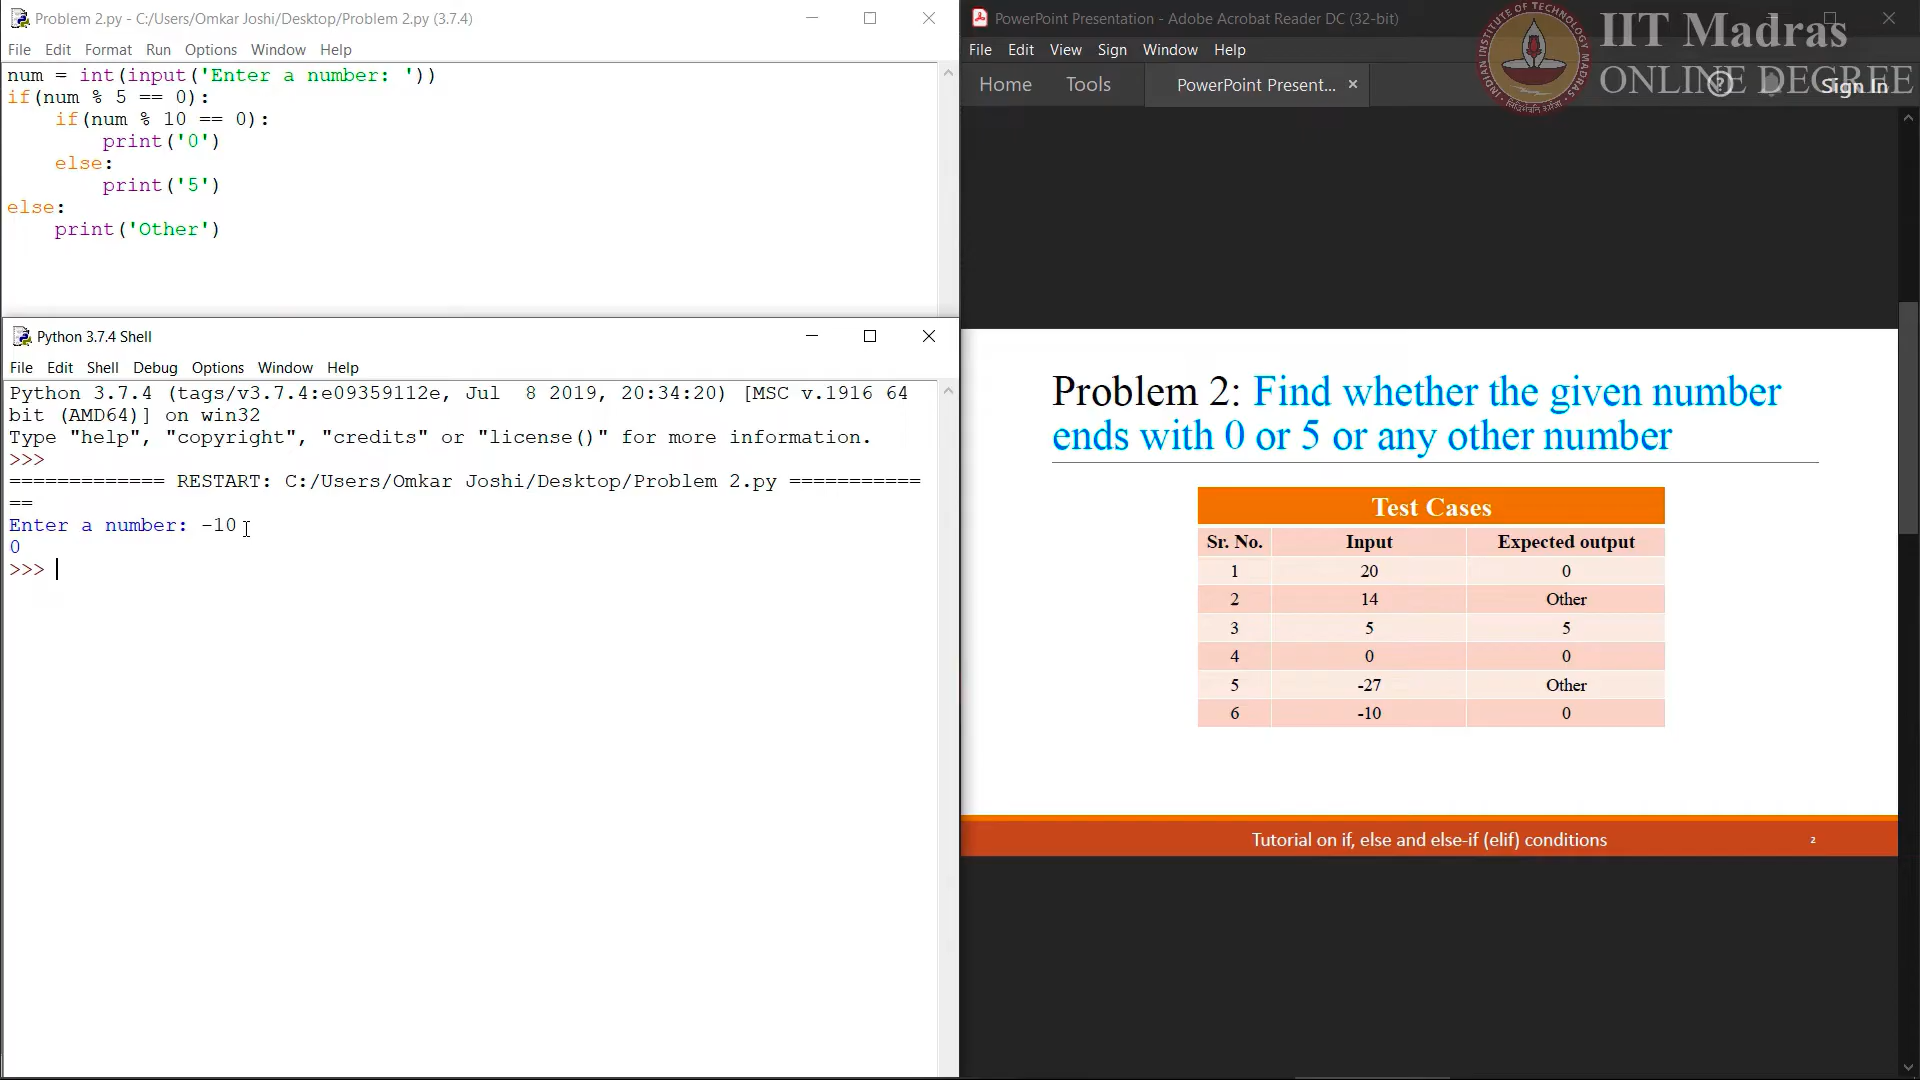 Problem 2.py - C:/Users/Omkar Joshi/Desktop/Problem 2.py (3.7.4)
File Edit Format Run Options Window Help
num = int(input('Enter a number: '))
if(num % 5 == 0):
    if(num % 10 == 0):
        print('0')
    else:
        print('5')
else:
    print('Other')
Python 3.7.4 Shell
File Edit Shell Debug Options Window Help
Python 3.7.4 (tags/v3.7.4:e09359112e, Jul  8 2019, 20:34:20) [MSC v.1916 64
bit (AMD64)] on win32
Type "help", "copyright", "credits" or "license()" for more information.
>>>
============= RESTART: C:/Users/Omkar Joshi/Desktop/Problem 2.py ===========
==
Enter a number: -10
0
>>>
PowerPoint Presentation - Adobe Acrobat Reader DC (32-bit)
File Edit View Sign Window Help
Home Tools PowerPoint Present... ×
Sign In
INDIAN INSTITUTE OF TECHNOLOGY MADRAS
IIT Madras
ONLINE DEGREE
Problem 2: Find whether the given number
ends with 0 or 5 or any other number
Test Cases
Sr. No. Input Expected output
1 20 0
2 14 Other
3 5 5
4 0 0
5 -27 Other
6 -10 0
Tutorial on if, else and else-if (elif) conditions
2